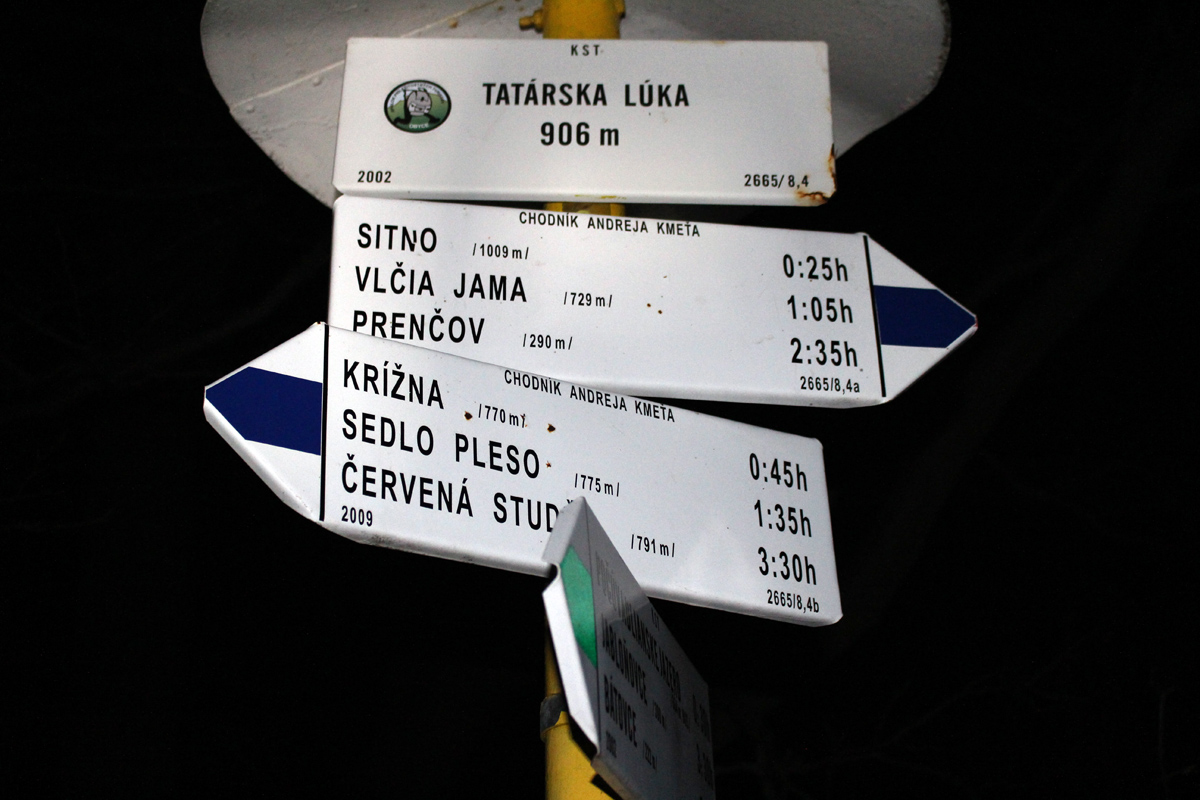 KST
TATÁRSKA LÚKA
906 m
2002 2665/8,4
CHODNÍK ANDREJA KMEŤA
SITNO /1009 m/ 0:25h
VLČIA JAMA /729 m/ 1:05h
PRENČOV /290 m/ 2:35h
2665/8,4a
CHODNÍK ANDREJA KMEŤA
KRÍŽNA /770 m/ 0:45h
SEDLO PLESO /775 m/ 1:35h
ČERVENÁ STUD /791 m/ 3:30h
2009 2665/8,4b
JABLOŇOVCE
BÁTOVCE